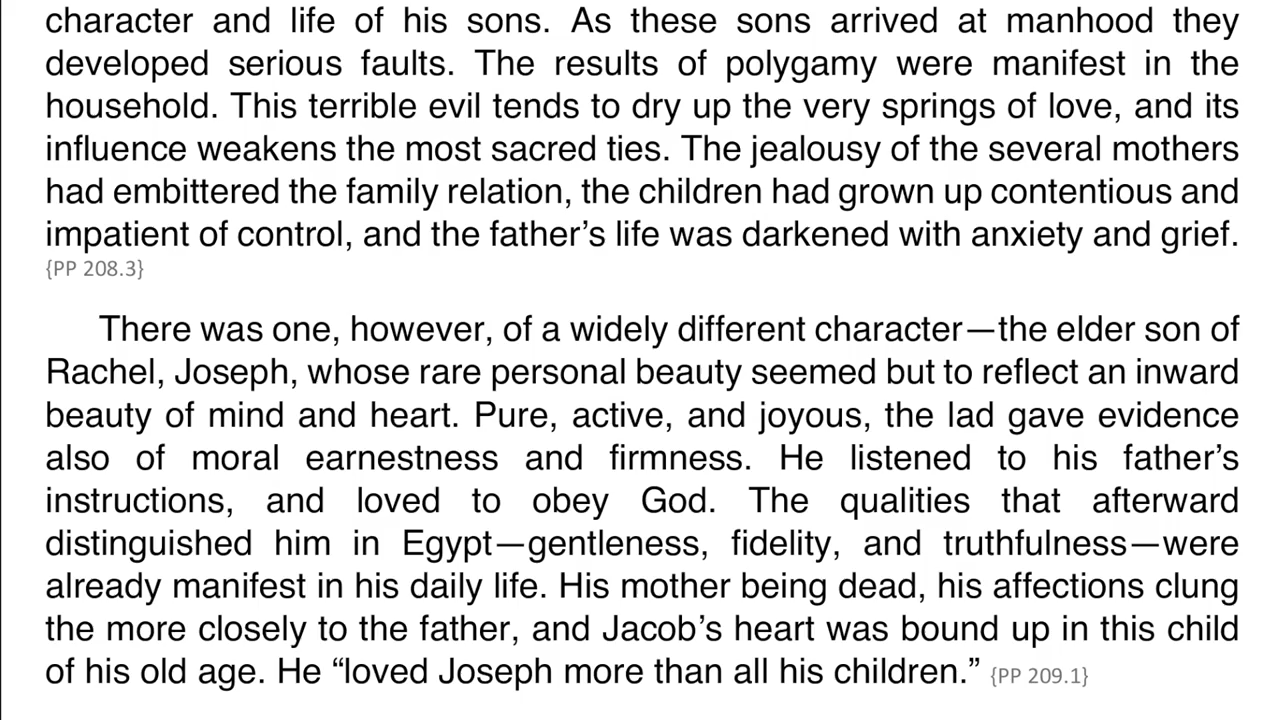 character and life of his sons. As these sons arrived at manhood they
developed serious faults. The results of polygamy were manifest in the
household. This terrible evil tends to dry up the very springs of love, and its
influence weakens the most sacred ties. The jealousy of the several mothers
had embittered the family relation, the children had grown up contentious and
impatient of control, and the father’s life was darkened with anxiety and grief.
{PP 208.3}
There was one, however, of a widely different character—the elder son of
Rachel, Joseph, whose rare personal beauty seemed but to reflect an inward
beauty of mind and heart. Pure, active, and joyous, the lad gave evidence
also of moral earnestness and firmness. He listened to his father’s
instructions, and loved to obey God. The qualities that afterward
distinguished him in Egypt—gentleness, fidelity, and truthfulness—were
already manifest in his daily life. His mother being dead, his affections clung
the more closely to the father, and Jacob’s heart was bound up in this child
of his old age. He “loved Joseph more than all his children.” {PP 209.1}